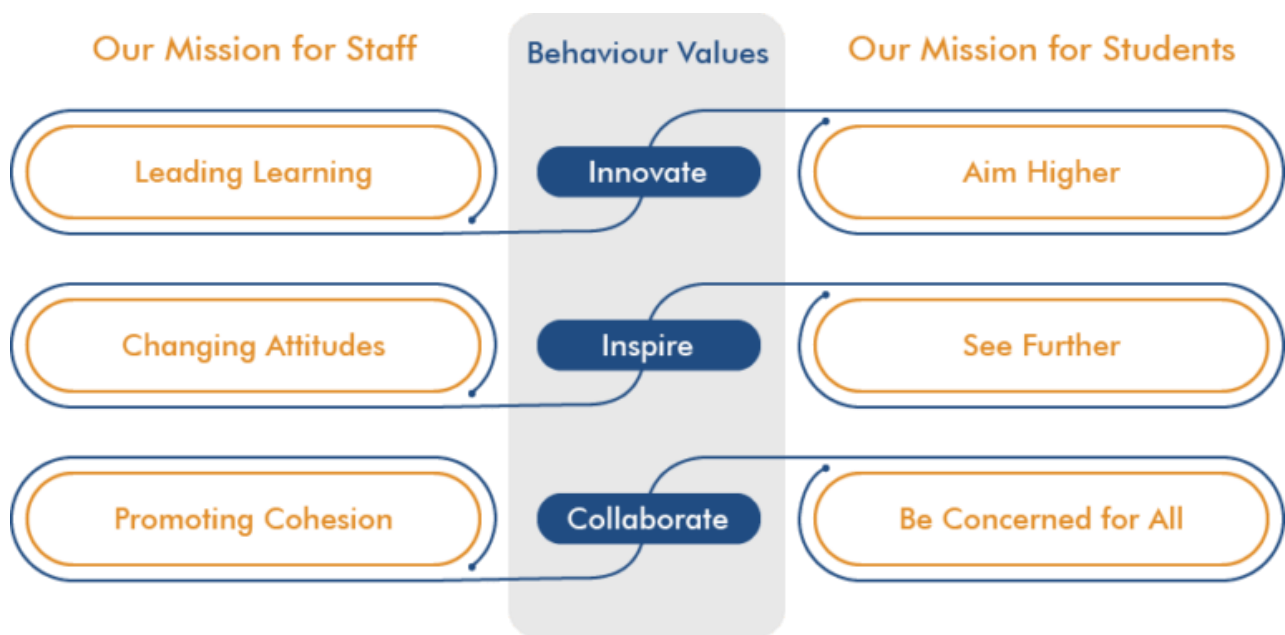 Our Mission for Staff
Behaviour Values
Our Mission for Students
Leading Learning
Innovate
Aim Higher
Changing Attitudes
Inspire
See Further
Promoting Cohesion
Collaborate
Be Concerned for All